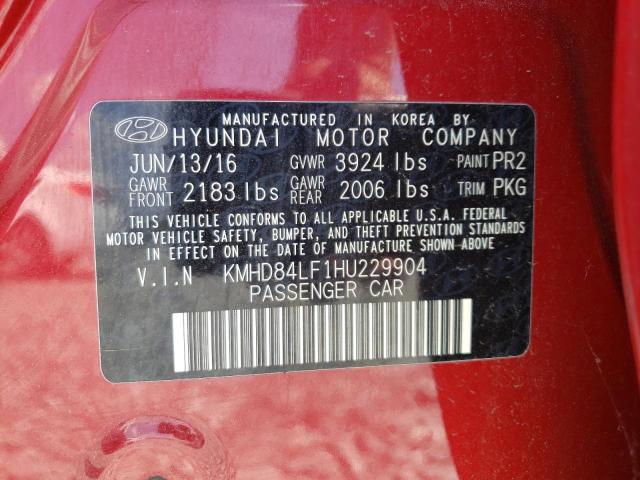 MANUFACTURED IN KOREA BY
HYUNDAI MOTOR COMPANY
JUN/13/16 GVWR 3924 lbs PAINT PR2
GAWR FRONT 2183 lbs GAWR REAR 2006 lbs TRIM PKG
THIS VEHICLE CONFORMS TO ALL APPLICABLE U.S.A. FEDERAL
MOTOR VEHICLE SAFETY, BUMPER, AND THEFT PREVENTION STANDARDS
IN EFFECT ON THE DATE OF MANUFACTURE SHOWN ABOVE
V.I.N KMHD84LF1HU229904
PASSENGER CAR